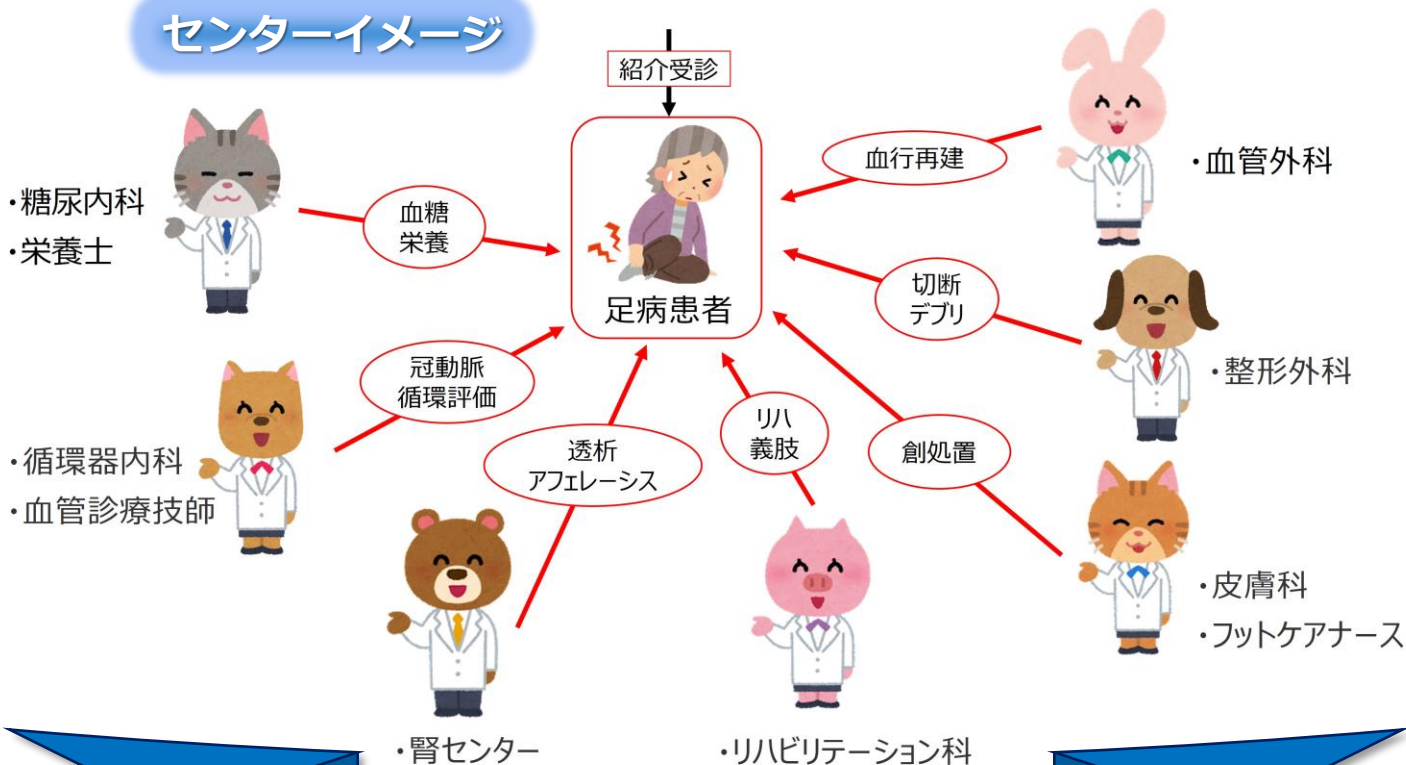 センターイメージ
紹介受診
足病患者
・糖尿内科
・栄養士
血糖
栄養
・循環器内科
・血管診療技師
冠動脈
循環評価
・腎センター
透析
アフェレーシス
・リハビリテーション科
リハ
義肢
・皮膚科
・フットケアナース
創処置
・整形外科
切断
デブリ
・血管外科
血行再建